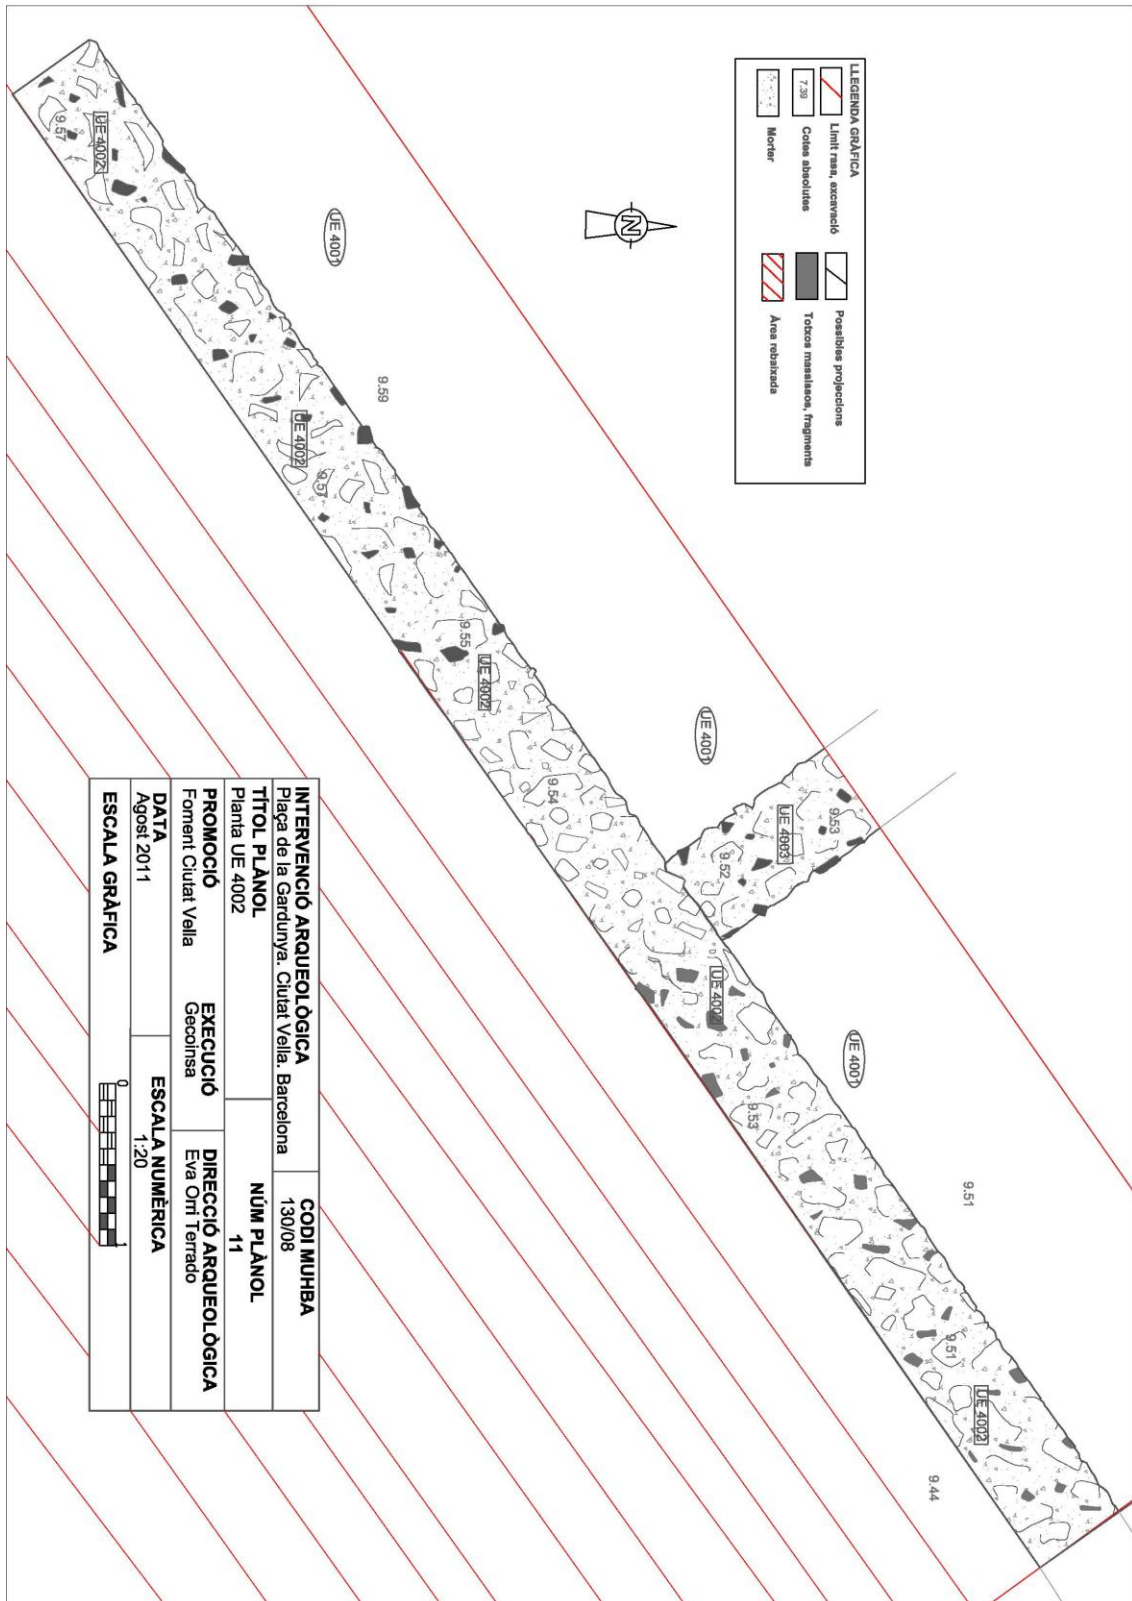 LLEGENDA GRÀFICA
Límit rasa, excavació
Possibles projeccions
7.39
Cotes absolutes
Totxos massissos, fragments
Morter
Àrea rebaixada
N
UE 4002
9.57
UE 4001
9.59
UE 4002
9.57
9.55
UE 4002
9.54
UE 4001
9.53
UE 4003
9.52
UE 4002
UE 4001
9.53
9.51
9.51
UE 4002
9.44
INTERVENCIÓ ARQUEOLÒGICA
Plaça de la Gardunya. Ciutat Vella. Barcelona
CODI MUHBA
130/08
TÍTOL PLÀNOL
Planta UE 4002
NÚM PLÀNOL
11
PROMOCIÓ
Foment Ciutat Vella
EXECUCIÓ
Gecoinsa
DIRECCIÓ ARQUEOLÒGICA
Eva Orri Terrado
DATA
Agost 2011
ESCALA NUMÈRICA
1:20
ESCALA GRÀFICA
0
1